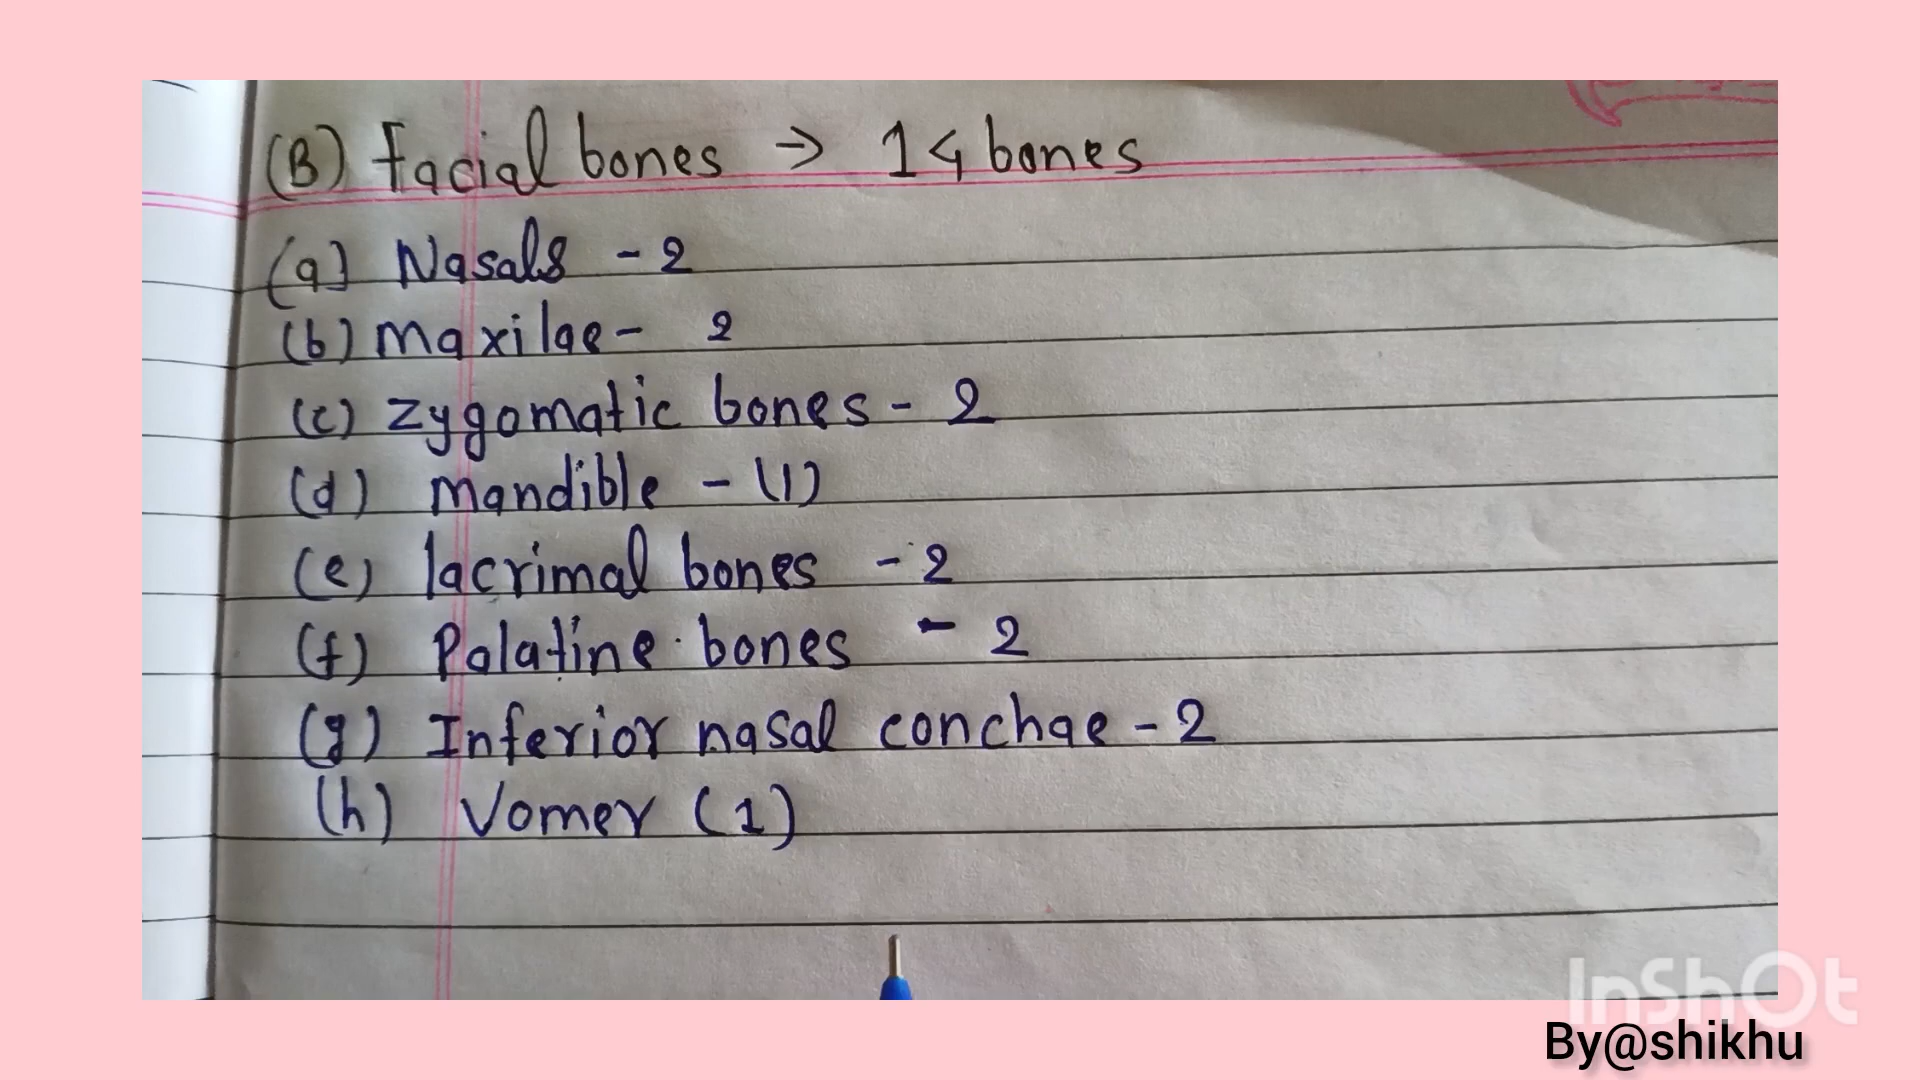 (B) Facial bones → 14 bones
(a) Nasals - 2
(b) Maxilae - 2
(c) Zygomatic bones - 2
(d) Mandible - (1)
(e) lacrimal bones - 2
(f) Palatine bones - 2
(g) Inferior nasal conchae - 2
(h) Vomer (1)
InShOt
By@shikhu